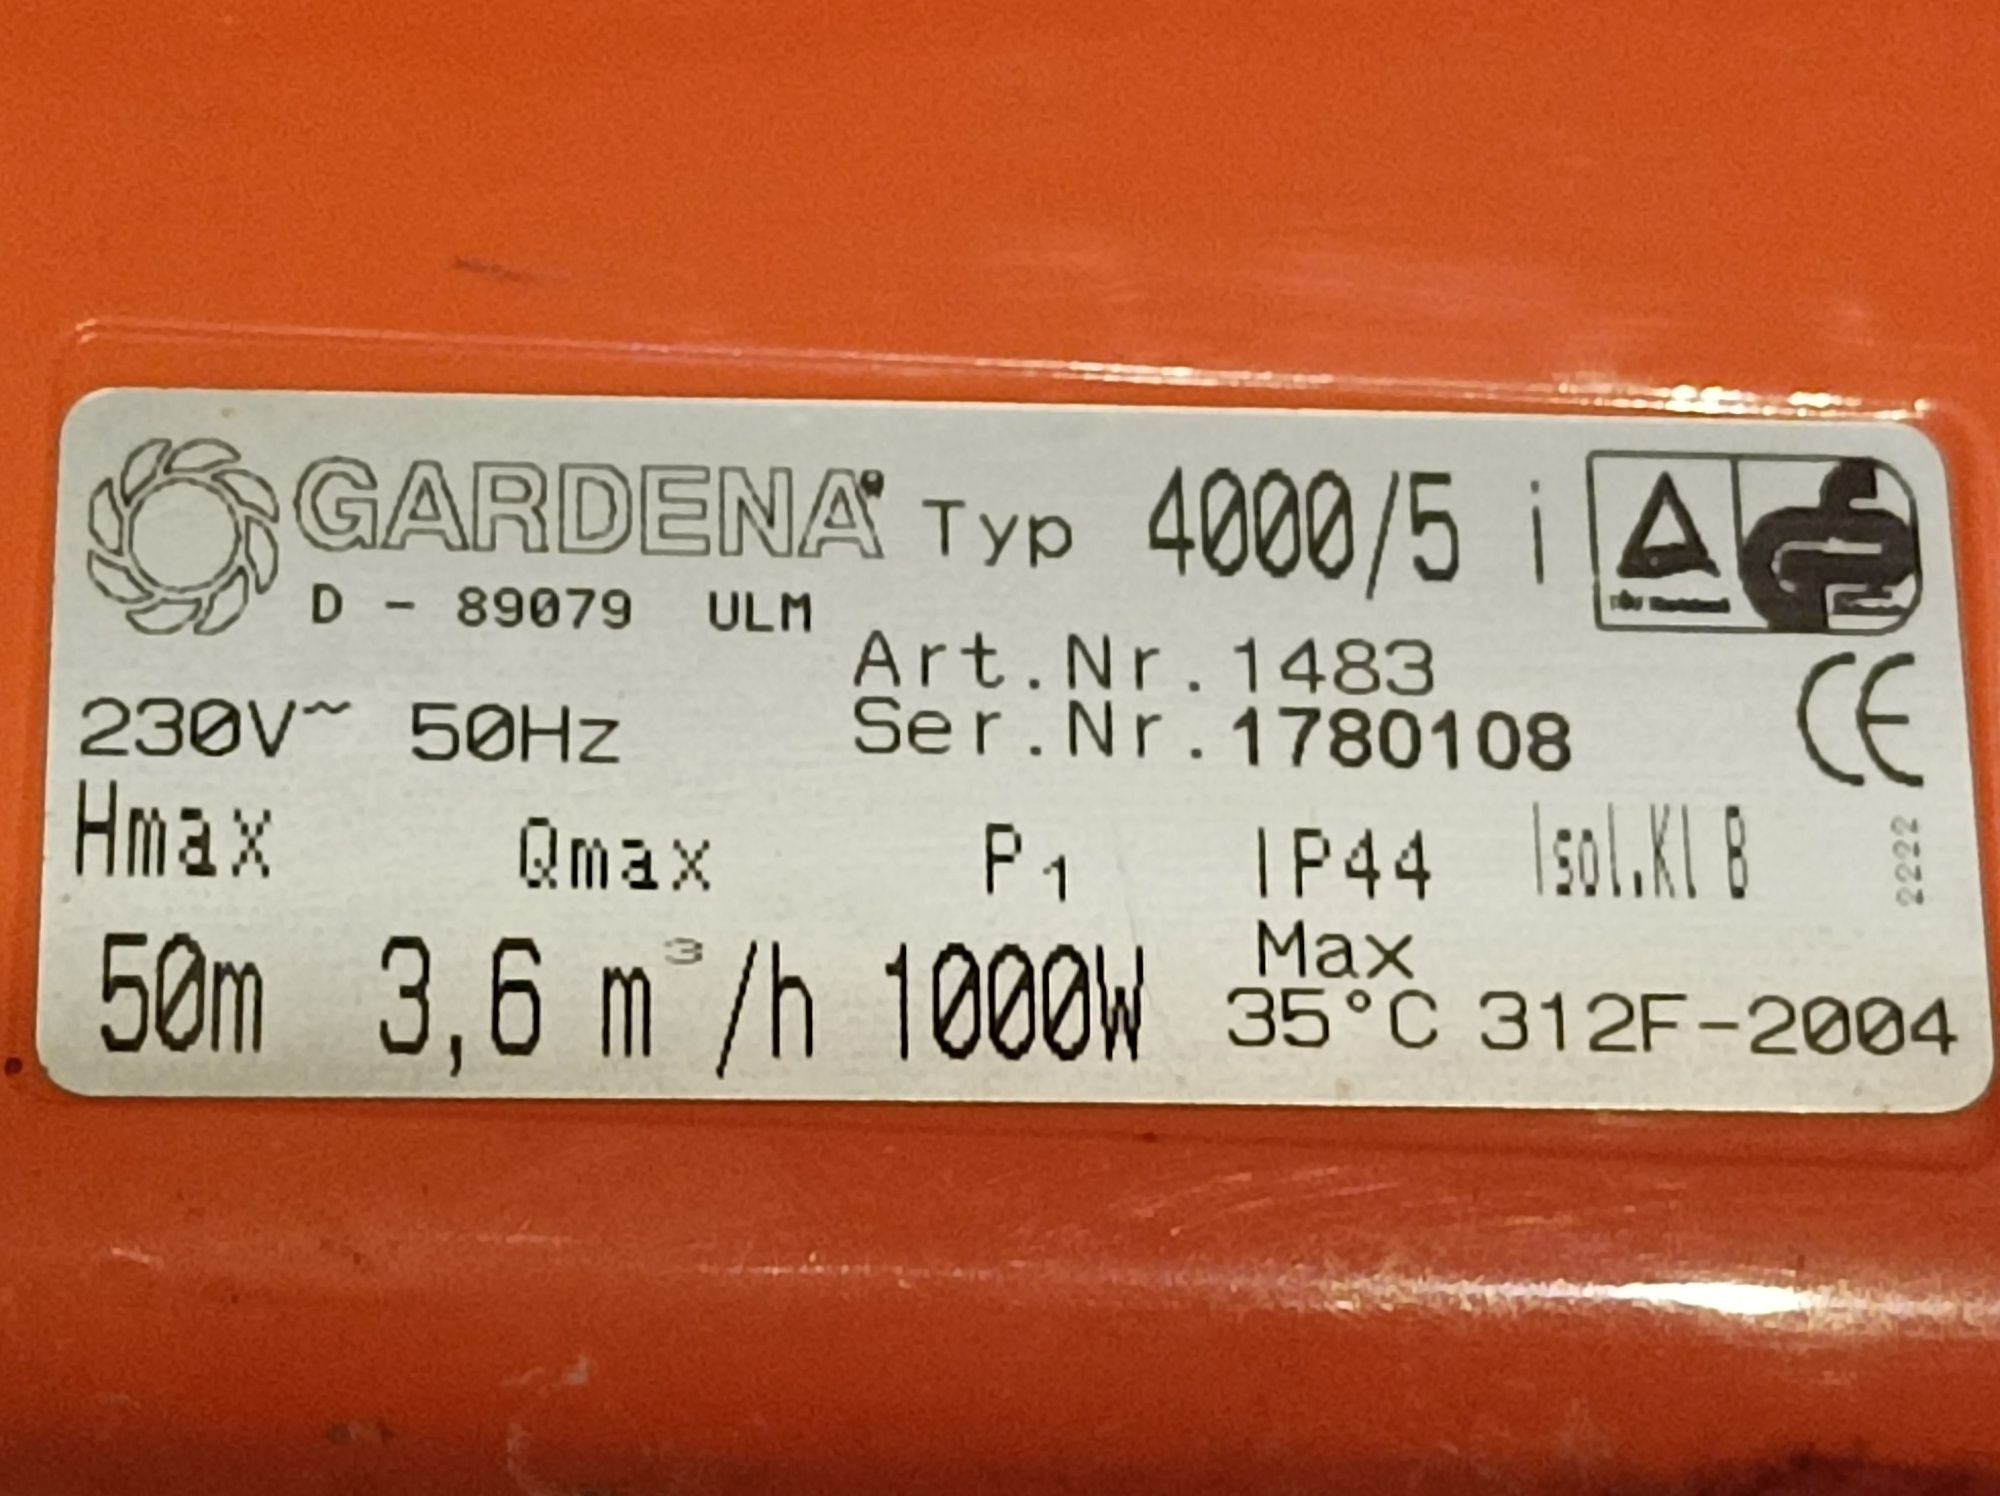 GARDENA Typ 4000/5 i
D - 89079 ULM
Art.Nr.1483
230V~ 50Hz Ser.Nr.1780108
CE
Hmax Qmax P1 IP44 Isol.Kl B
2222
Max
50m 3,6 m³/h 1000W 35°C 312F-2004